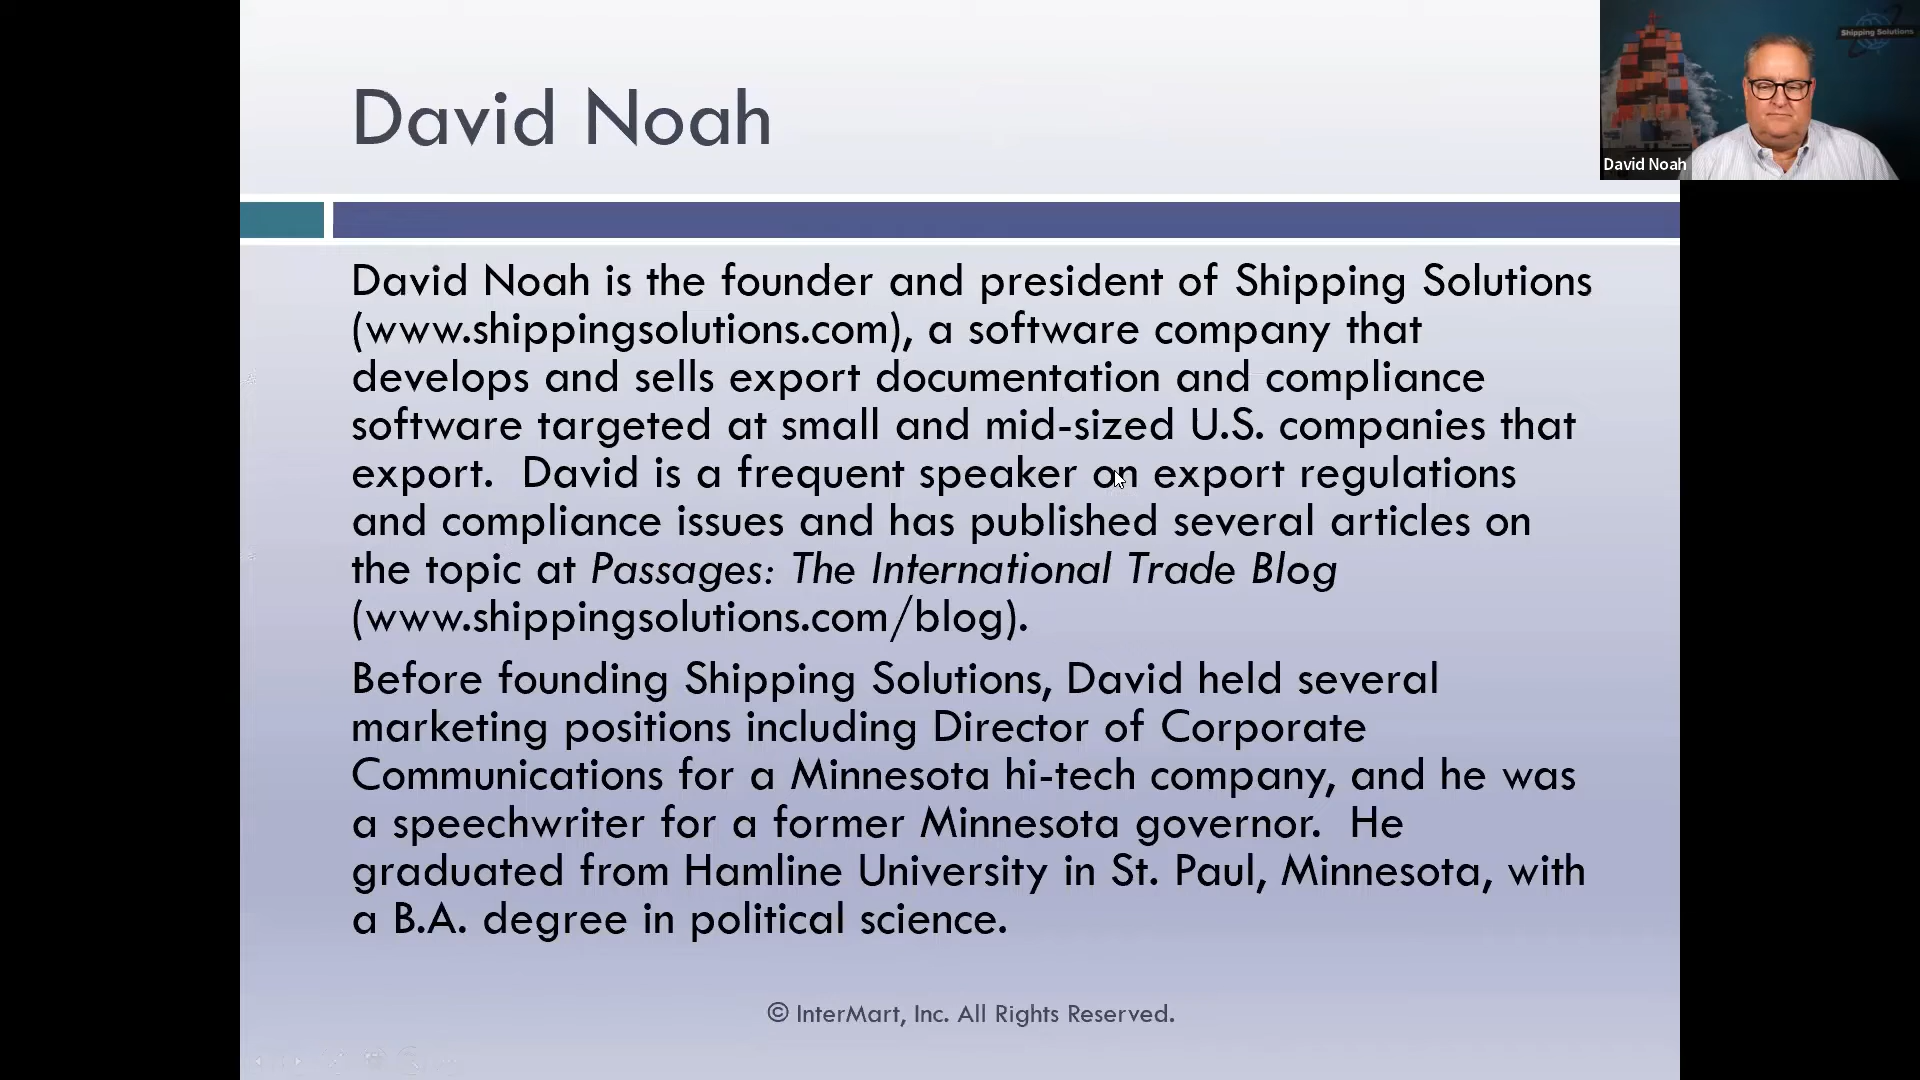 David Noah
Shipping Solutions
David Noah
David Noah is the founder and president of Shipping Solutions
(www.shippingsolutions.com), a software company that
develops and sells export documentation and compliance
software targeted at small and mid-sized U.S. companies that
export.  David is a frequent speaker on export regulations
and compliance issues and has published several articles on
the topic at Passages: The International Trade Blog
(www.shippingsolutions.com/blog).
Before founding Shipping Solutions, David held several
marketing positions including Director of Corporate
Communications for a Minnesota hi-tech company, and he was
a speechwriter for a former Minnesota governor.  He
graduated from Hamline University in St. Paul, Minnesota, with
a B.A. degree in political science.
© InterMart, Inc. All Rights Reserved.